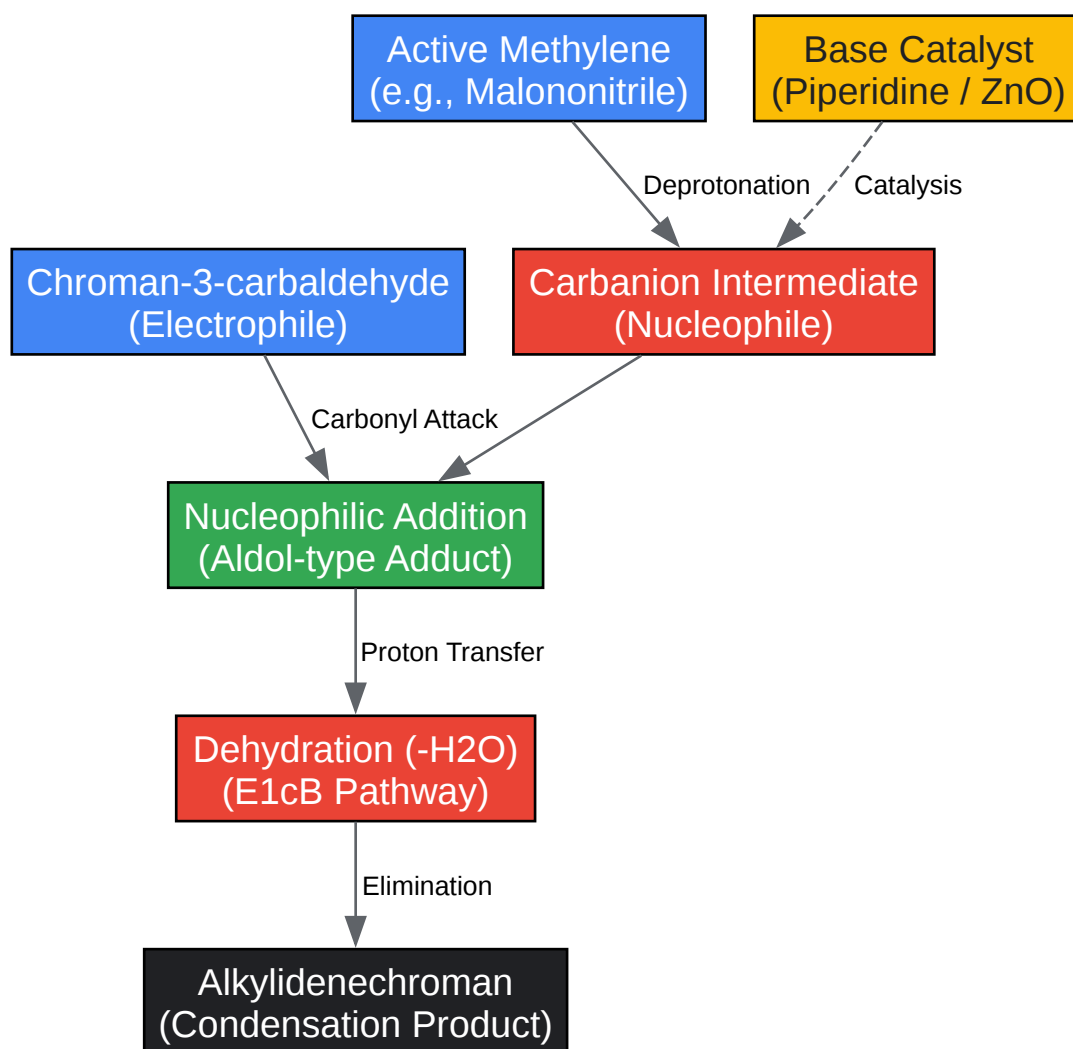 Active Methylene
(e.g., Malononitrile)
Base Catalyst
(Piperidine / ZnO)
Deprotonation
Catalysis
Chroman-3-carbaldehyde
(Electrophile)
Carbanion Intermediate
(Nucleophile)
Carbonyl Attack
Nucleophilic Addition
(Aldol-type Adduct)
Proton Transfer
Dehydration (-H2O)
(E1cB Pathway)
Elimination
Alkylidenechroman
(Condensation Product)